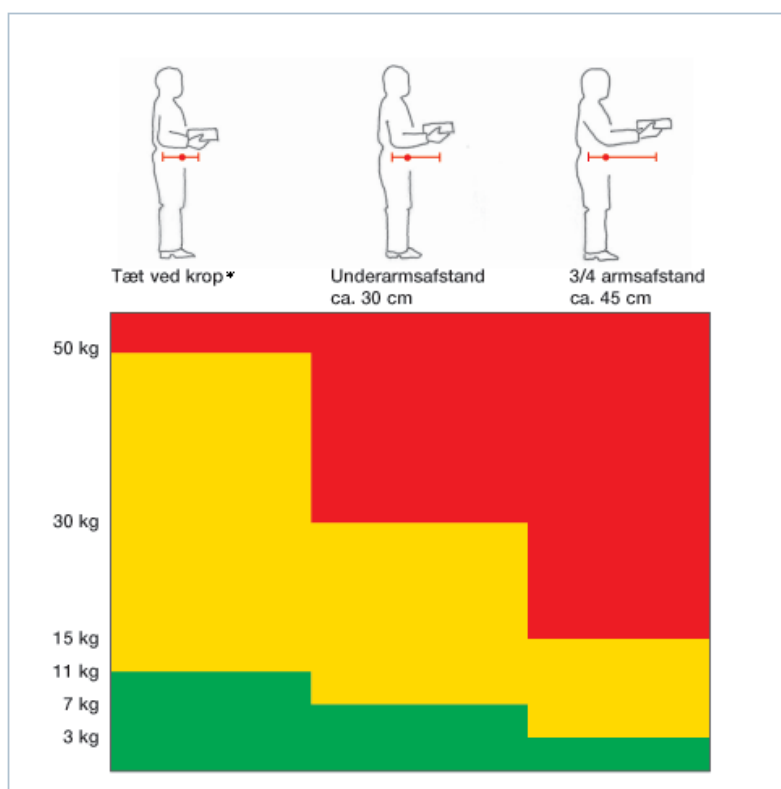 Tæt ved krop*
Underarmsafstand
ca. 30 cm
3/4 armsafstand
ca. 45 cm
50 kg
30 kg
15 kg
11 kg
7 kg
3 kg